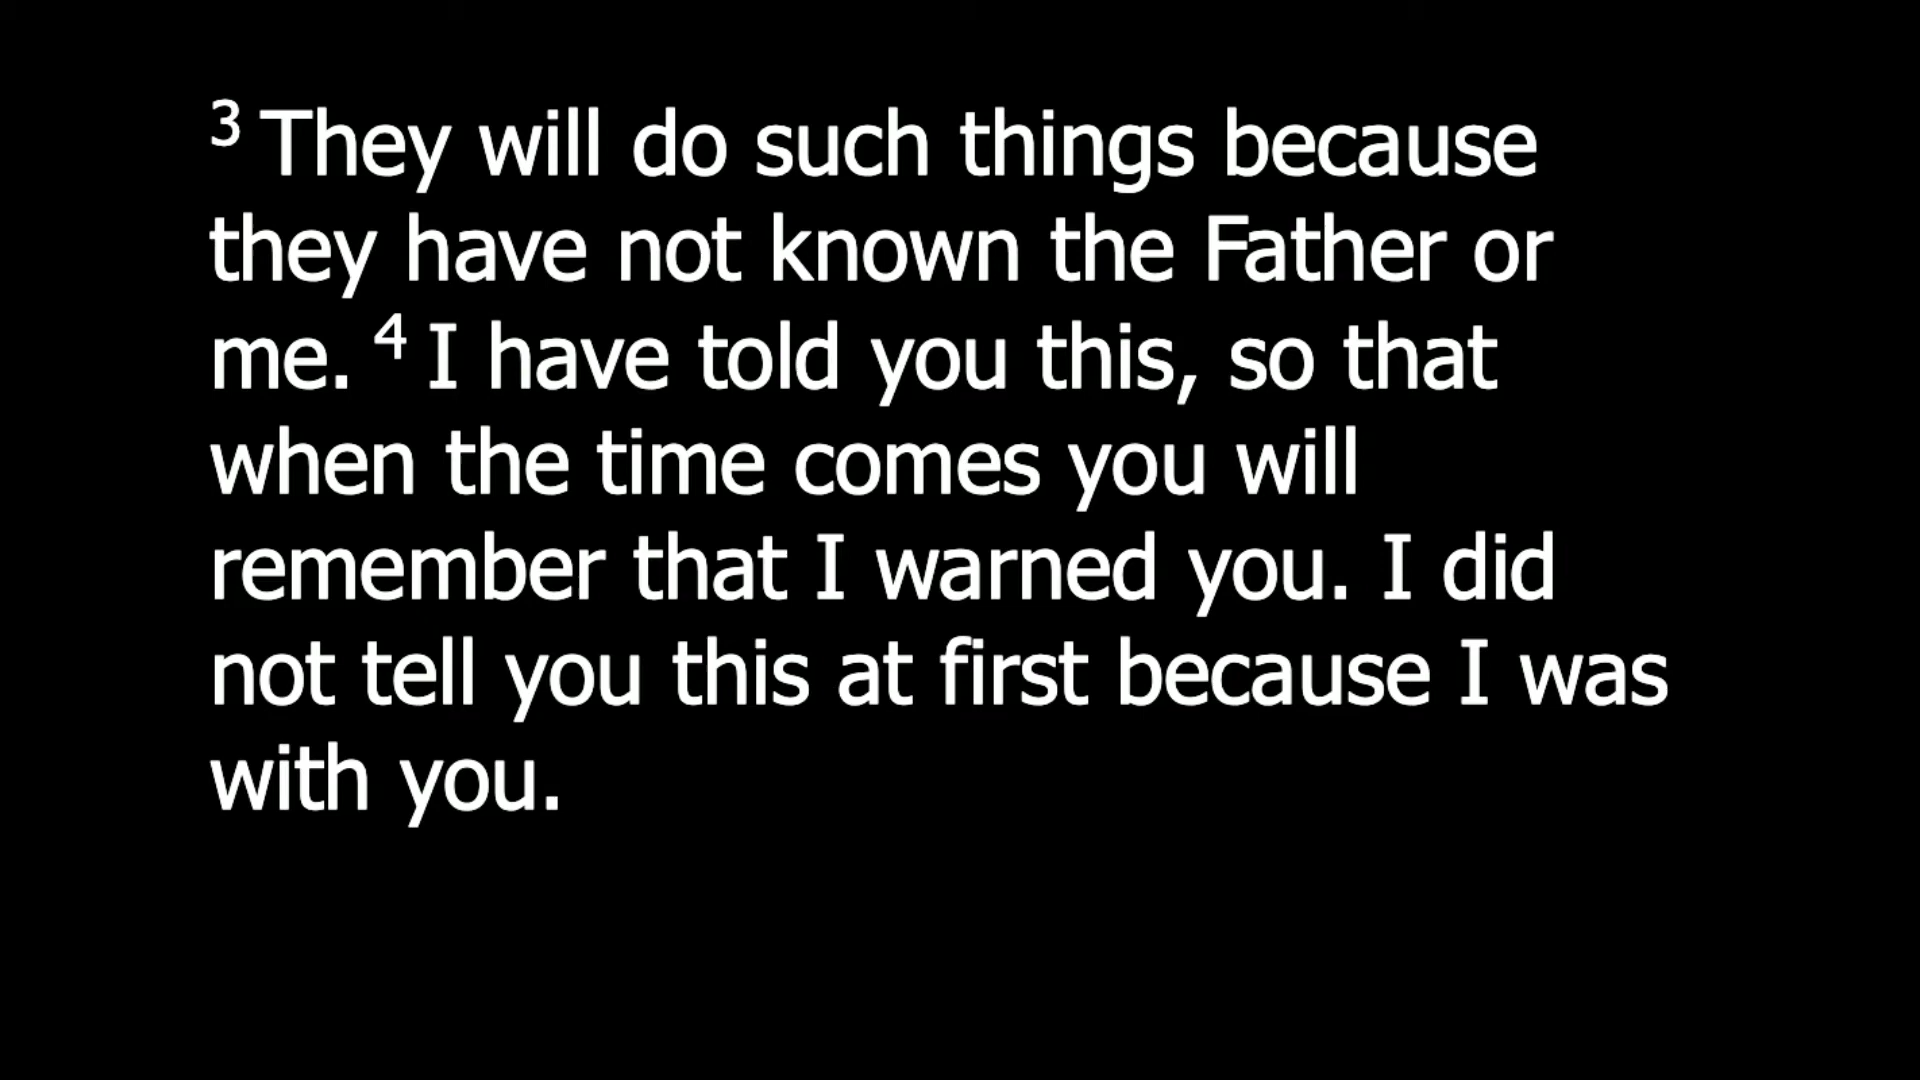 ³ They will do such things because
they have not known the Father or
me. ⁴ I have told you this, so that
when the time comes you will
remember that I warned you. I did
not tell you this at first because I was
with you.